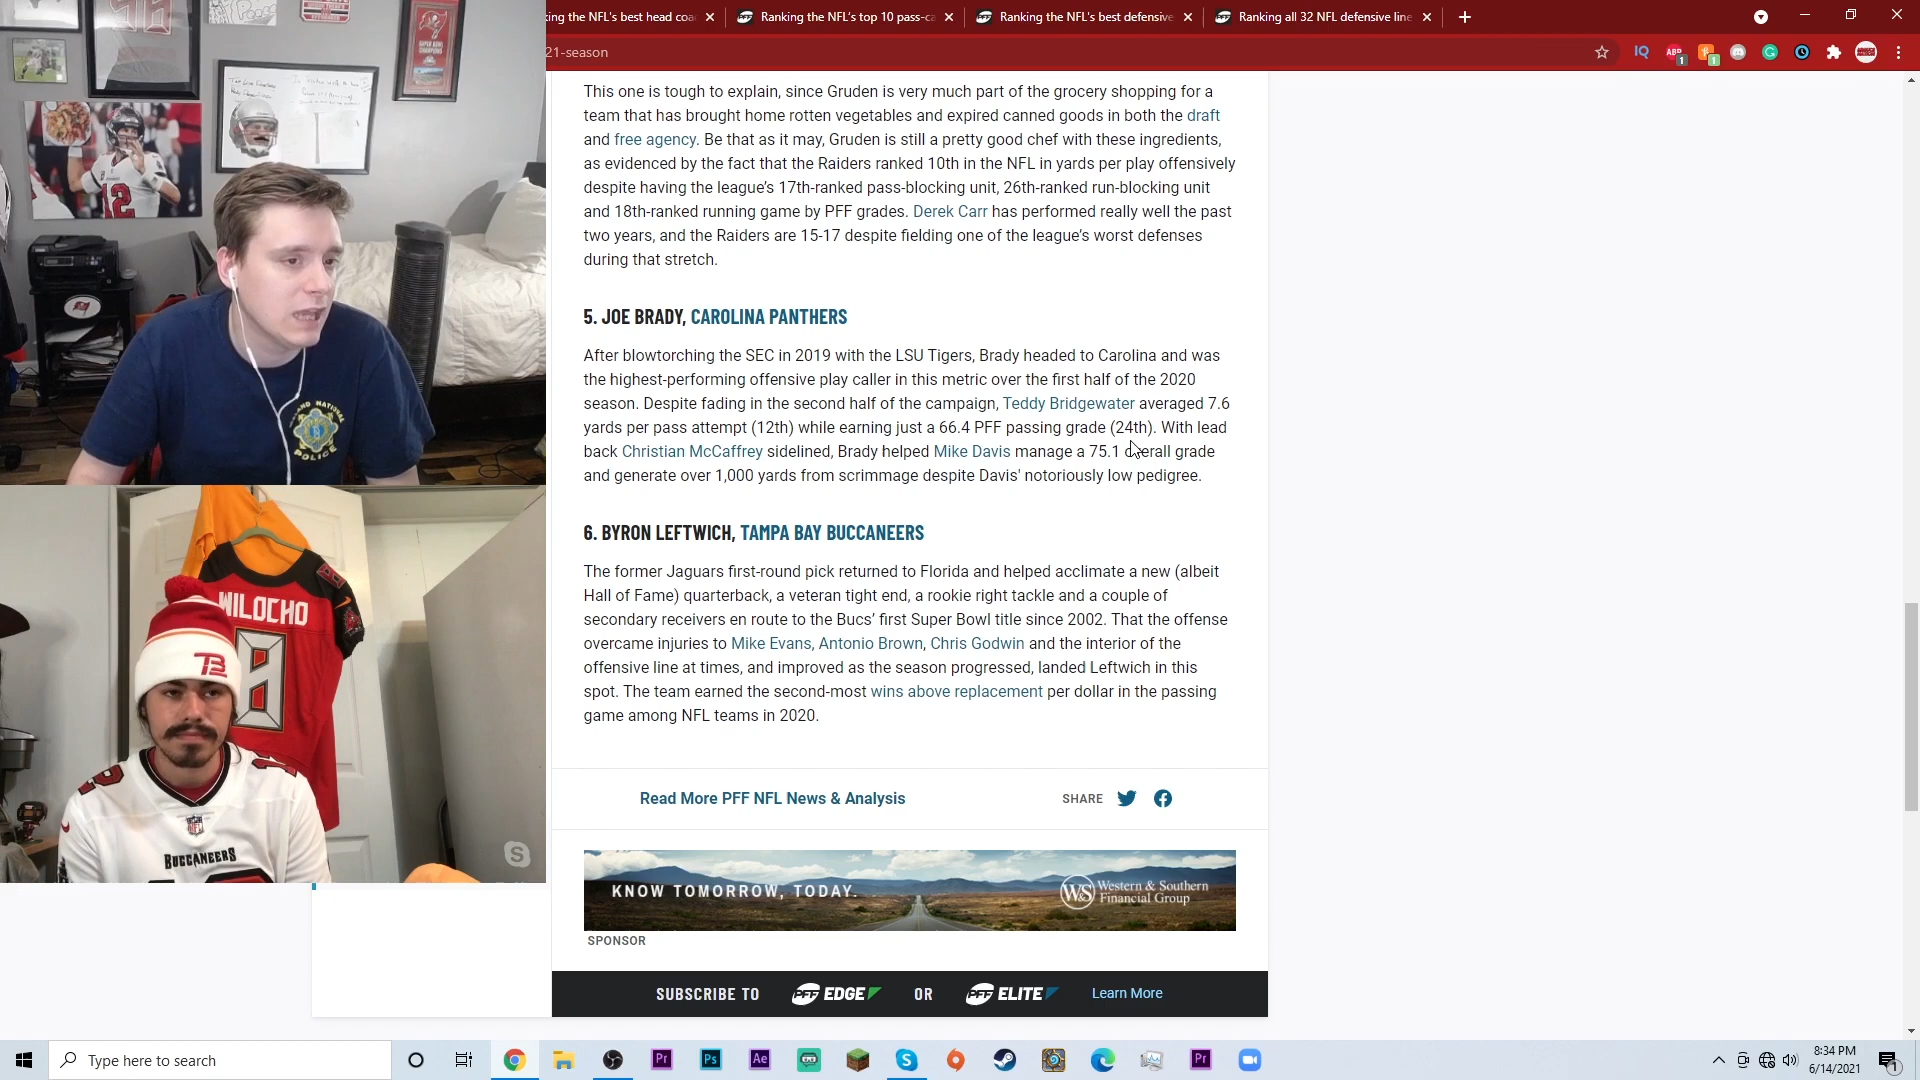 king the NFL's best head coa
Ranking the NFL's top 10 pass-ca
Ranking the NFL's best defensive
Ranking all 32 NFL defensive line
21-season
This one is tough to explain, since Gruden is very much part of the grocery shopping for a
team that has brought home rotten vegetables and expired canned goods in both the draft
and free agency. Be that as it may, Gruden is still a pretty good chef with these ingredients,
as evidenced by the fact that the Raiders ranked 10th in the NFL in yards per play offensively
despite having the league's 17th-ranked pass-blocking unit, 26th-ranked run-blocking unit
and 18th-ranked running game by PFF grades. Derek Carr has performed really well the past
two years, and the Raiders are 15-17 despite fielding one of the league's worst defenses
during that stretch.
5. JOE BRADY, CAROLINA PANTHERS
After blowtorching the SEC in 2019 with the LSU Tigers, Brady headed to Carolina and was
the highest-performing offensive play caller in this metric over the first half of the 2020
season. Despite fading in the second half of the campaign, Teddy Bridgewater averaged 7.6
yards per pass attempt (12th) while earning just a 66.4 PFF passing grade (24th). With lead
back Christian McCaffrey sidelined, Brady helped Mike Davis manage a 75.1 overall grade
and generate over 1,000 yards from scrimmage despite Davis' notoriously low pedigree.
6. BYRON LEFTWICH, TAMPA BAY BUCCANEERS
The former Jaguars first-round pick returned to Florida and helped acclimate a new (albeit
Hall of Fame) quarterback, a veteran tight end, a rookie right tackle and a couple of
secondary receivers en route to the Bucs' first Super Bowl title since 2002. That the offense
overcame injuries to Mike Evans, Antonio Brown, Chris Godwin and the interior of the
offensive line at times, and improved as the season progressed, landed Leftwich in this
spot. The team earned the second-most wins above replacement per dollar in the passing
game among NFL teams in 2020.
Read More PFF NFL News & Analysis
SHARE
KNOW TOMORROW, TODAY.
W&S Western & Southern
Financial Group
SPONSOR
SUBSCRIBE TO PFF EDGE OR PFF ELITE Learn More
12
POLICE
WILOCHO
8
TB
12
NFL
BUCCANEERS
Type here to search
8:34 PM
6/14/2021